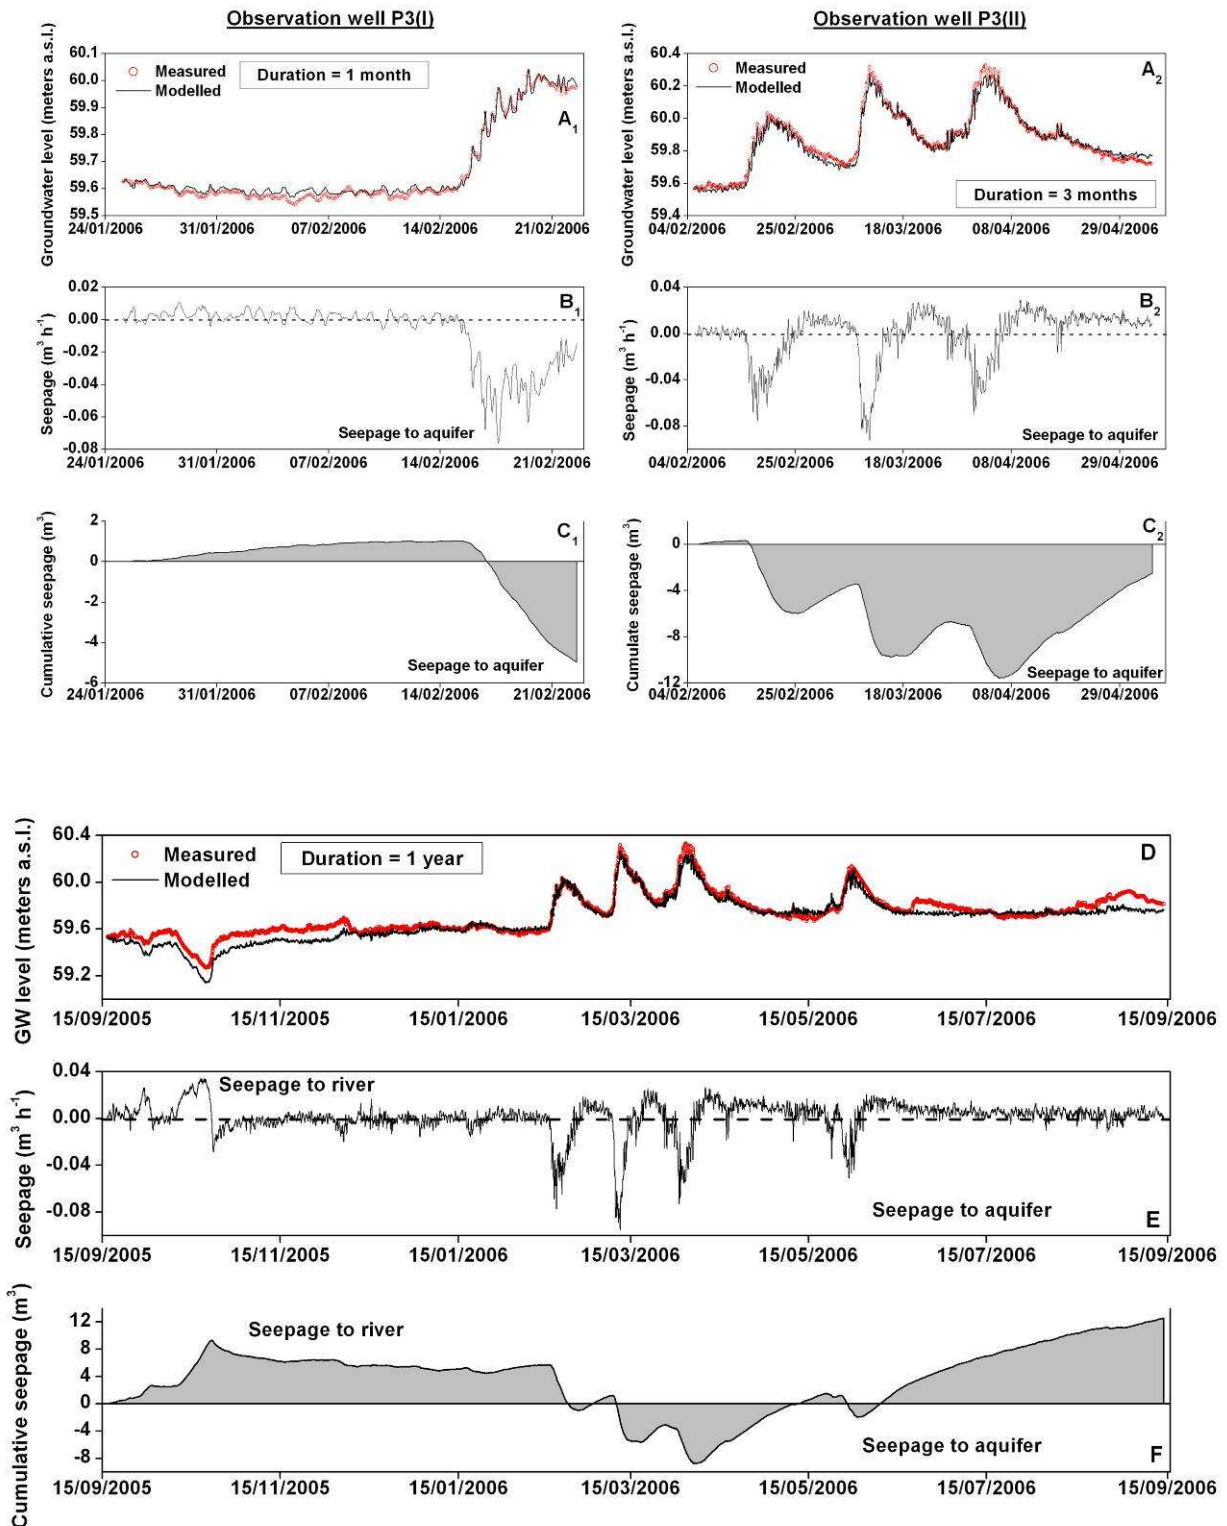 Observation well P3(I)
Observation well P3(II)
Groundwater level (meters a.s.l.)
60.1
60.0
59.9
59.8
59.7
59.6
59.5
Measured
Modelled
Duration = 1 month
A1
24/01/2006 31/01/2006 07/02/2006 14/02/2006 21/02/2006
Groundwater level (meters a.s.l.)
60.4
60.2
60.0
59.8
59.6
59.4
Measured
Modelled
A2
Duration = 3 months
04/02/2006 25/02/2006 18/03/2006 08/04/2006 29/04/2006
Seepage (m3 h-1)
0.02
0.00
-0.02
-0.04
-0.06
-0.08
B1
Seepage to aquifer
24/01/2006 31/01/2006 07/02/2006 14/02/2006 21/02/2006
Seepage (m3 h-1)
0.04
0.00
-0.04
-0.08
B2
Seepage to aquifer
04/02/2006 25/02/2006 18/03/2006 08/04/2006 29/04/2006
Cumulative seepage (m3)
2
0
-2
-4
-6
C1
Seepage to aquifer
24/01/2006 31/01/2006 07/02/2006 14/02/2006 21/02/2006
Cumulate seepage (m3)
0
-4
-8
-12
C2
Seepage to aquifer
04/02/2006 25/02/2006 18/03/2006 08/04/2006 29/04/2006
GW level (meters a.s.l.)
60.4
60.0
59.6
59.2
Measured
Modelled
Duration = 1 year
D
15/09/2005 15/11/2005 15/01/2006 15/03/2006 15/05/2006 15/07/2006 15/09/2006
Seepage (m3 h-1)
0.04
0.00
-0.04
-0.08
Seepage to river
Seepage to aquifer
E
15/09/2005 15/11/2005 15/01/2006 15/03/2006 15/05/2006 15/07/2006 15/09/2006
Cumulative seepage (m3)
12
8
4
0
-4
-8
Seepage to river
Seepage to aquifer
F
15/09/2005 15/11/2005 15/01/2006 15/03/2006 15/05/2006 15/07/2006 15/09/2006